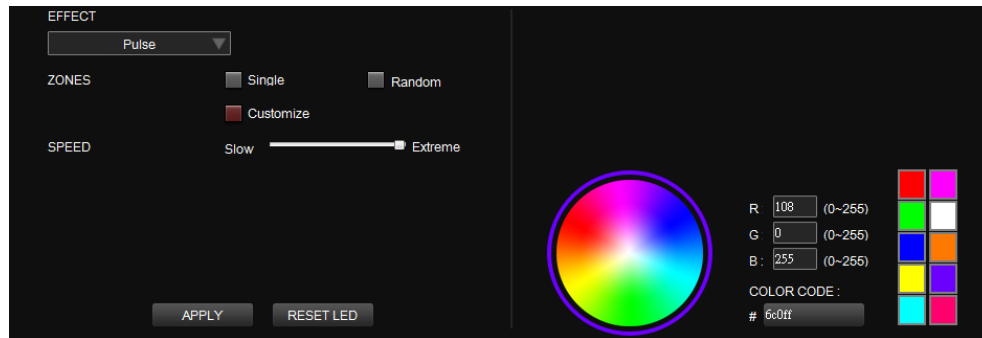 EFFECT
Pulse
ZONES Single Random
Customize
SPEED Slow Extreme
R: 108 (0~255)
G: 0 (0~255)
B: 255 (0~255)
COLOR CODE :
# 6c0ff
APPLY RESET LED